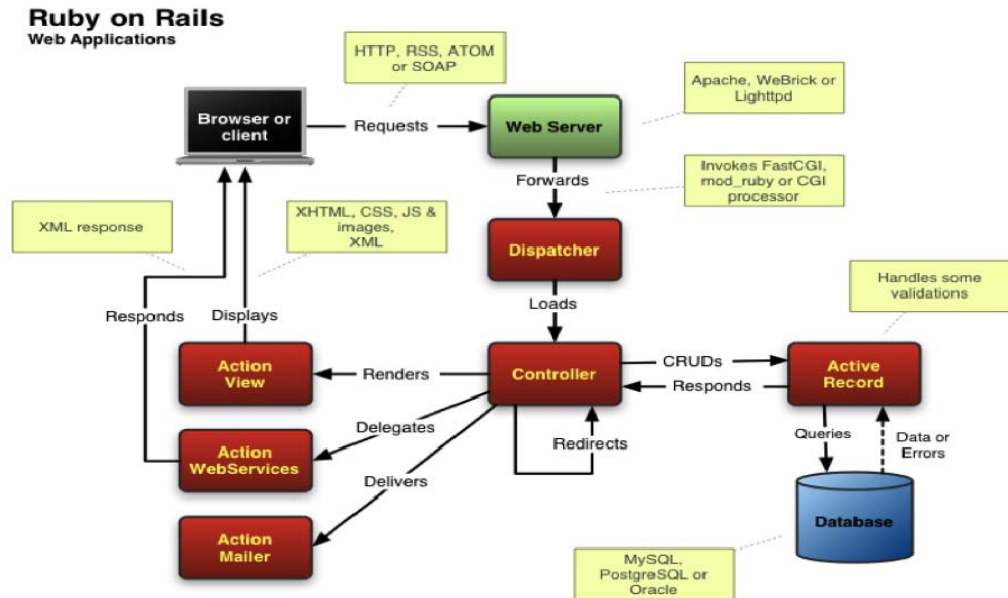 Ruby on Rails
Web Applications
HTTP, RSS, ATOM
or SOAP
Apache, WeBrick or
Lighttpd
Browser or
client
Requests
Web Server
Invokes FastCGI,
mod_ruby or CGI
processor
Forwards
XML response
XHTML, CSS, JS &
images,
XML
Dispatcher
Handles some
validations
Responds
Displays
Loads
Action
View
Renders
Controller
CRUDs
Responds
Active
Record
Delegates
Redirects
Queries
Data or
Errors
Action
WebServices
Delivers
Action
Mailer
Database
MySQL,
PostgreSQL or
Oracle